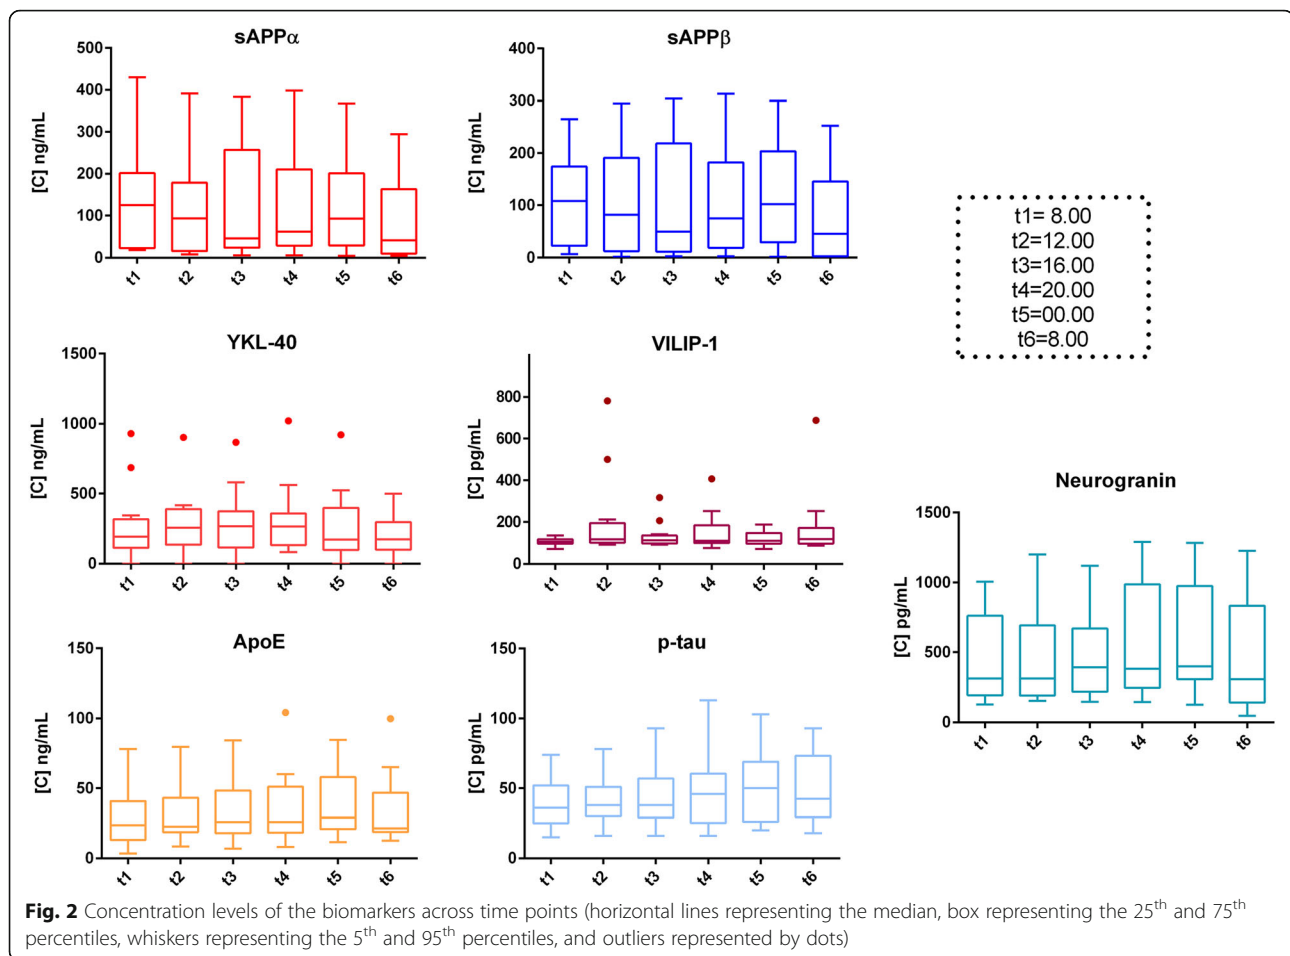 sAPPα
[C] ng/mL
500
400
300
200
100
0
t1 t2 t3 t4 t5 t6
sAPPβ
[C] ng/mL
400
300
200
100
0
t1 t2 t3 t4 t5 t6
t1= 8.00
t2=12.00
t3=16.00
t4=20.00
t5=00.00
t6=8.00
YKL-40
[C] ng/mL
1500
1000
500
0
t1 t2 t3 t4 t5 t6
VILIP-1
[C] pg/mL
800
600
400
200
0
t1 t2 t3 t4 t5 t6
Neurogranin
[C] pg/mL
1500
1000
500
0
t1 t2 t3 t4 t5 t6
ApoE
[C] ng/mL
150
100
50
0
t1 t2 t3 t4 t5 t6
p-tau
[C] pg/mL
150
100
50
0
t1 t2 t3 t4 t5 t6
Fig. 2 Concentration levels of the biomarkers across time points (horizontal lines representing the median, box representing the 25th and 75th
percentiles, whiskers representing the 5th and 95th percentiles, and outliers represented by dots)